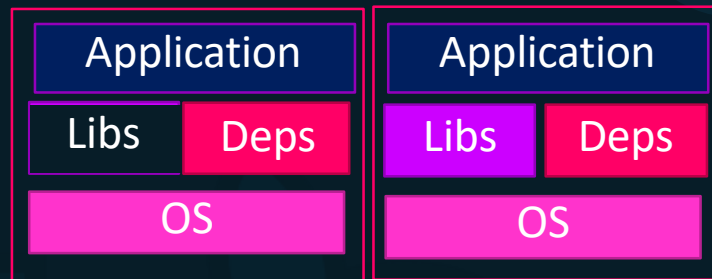 Application
Libs Deps
OS
Application
Libs Deps
OS